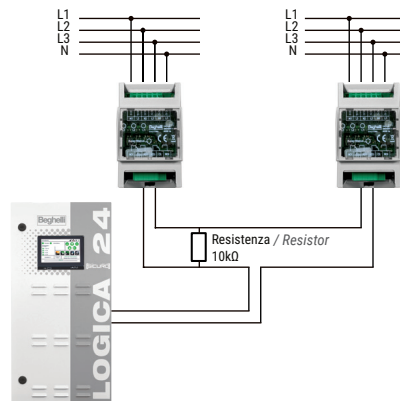 L1
L2
L3
N
L1
L2
L3
N
Resistenza / Resistor
10kΩ
Beghelli
LOGICA 24